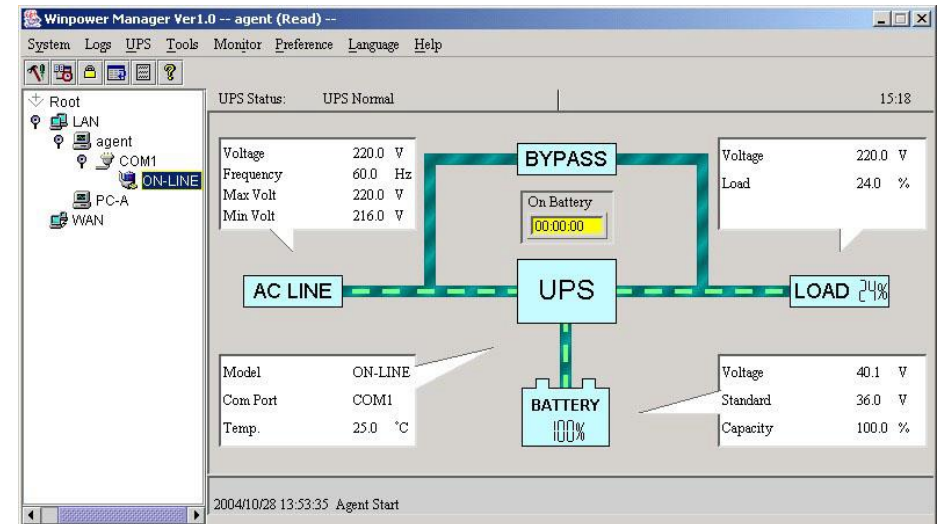 Winpower Manager Ver1.0 -- agent (Read) --
System Logs UPS Tools Monitor Preference Language Help
Root
LAN
agent
COM1
ON-LINE
PC-A
WAN
UPS Status: UPS Normal 15:18
Voltage 220.0 V
Frequency 60.0 Hz
Max Volt 220.0 V
Min Volt 216.0 V
BYPASS
On Battery
00:00:00
Voltage 220.0 V
Load 24.0 %
AC LINE
UPS
LOAD 24%
Model ON-LINE
Com Port COM1
Temp. 25.0 °C
BATTERY
100%
Voltage 40.1 V
Standard 36.0 V
Capacity 100.0 %
2004/10/28 13:53:35 Agent Start